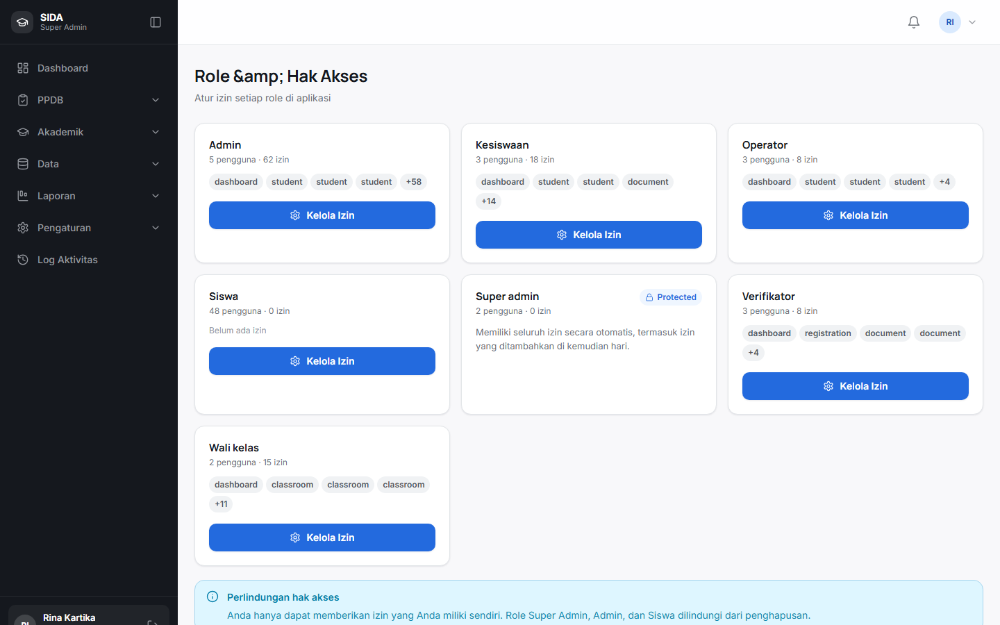 SIDA
Super Admin
Dashboard
PPDB
Akademik
Data
Laporan
Pengaturan
Log Aktivitas
Rina Kartika
RI
Role &amp; Hak Akses
Atur izin setiap role di aplikasi
Admin
5 pengguna · 62 izin
dashboard student student student +58
Kelola Izin
Kesiswaan
3 pengguna · 18 izin
dashboard student student document
+14
Kelola Izin
Operator
3 pengguna · 8 izin
dashboard student student student +4
Kelola Izin
Siswa
48 pengguna · 0 izin
Belum ada izin
Kelola Izin
Super admin
Protected
2 pengguna · 0 izin
Memiliki seluruh izin secara otomatis, termasuk izin
yang ditambahkan di kemudian hari.
Verifikator
3 pengguna · 8 izin
dashboard registration document document
+4
Kelola Izin
Wali kelas
2 pengguna · 15 izin
dashboard classroom classroom classroom
+11
Kelola Izin
Perlindungan hak akses
Anda hanya dapat memberikan izin yang Anda miliki sendiri. Role Super Admin, Admin, dan Siswa dilindungi dari penghapusan.